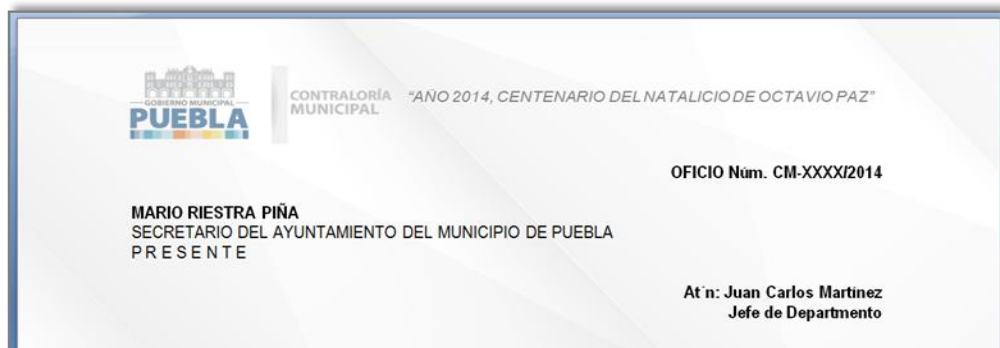 GOBIERNO MUNICIPAL
PUEBLA
CONTRALORÍA
MUNICIPAL
"AÑO 2014, CENTENARIO DEL NATALICIO DE OCTAVIO PAZ"
OFICIO Núm. CM-XXXX/2014
MARIO RIESTRA PIÑA
SECRETARIO DEL AYUNTAMIENTO DEL MUNICIPIO DE PUEBLA
P R E S E N T E
At´n: Juan Carlos Martínez
Jefe de Departmento